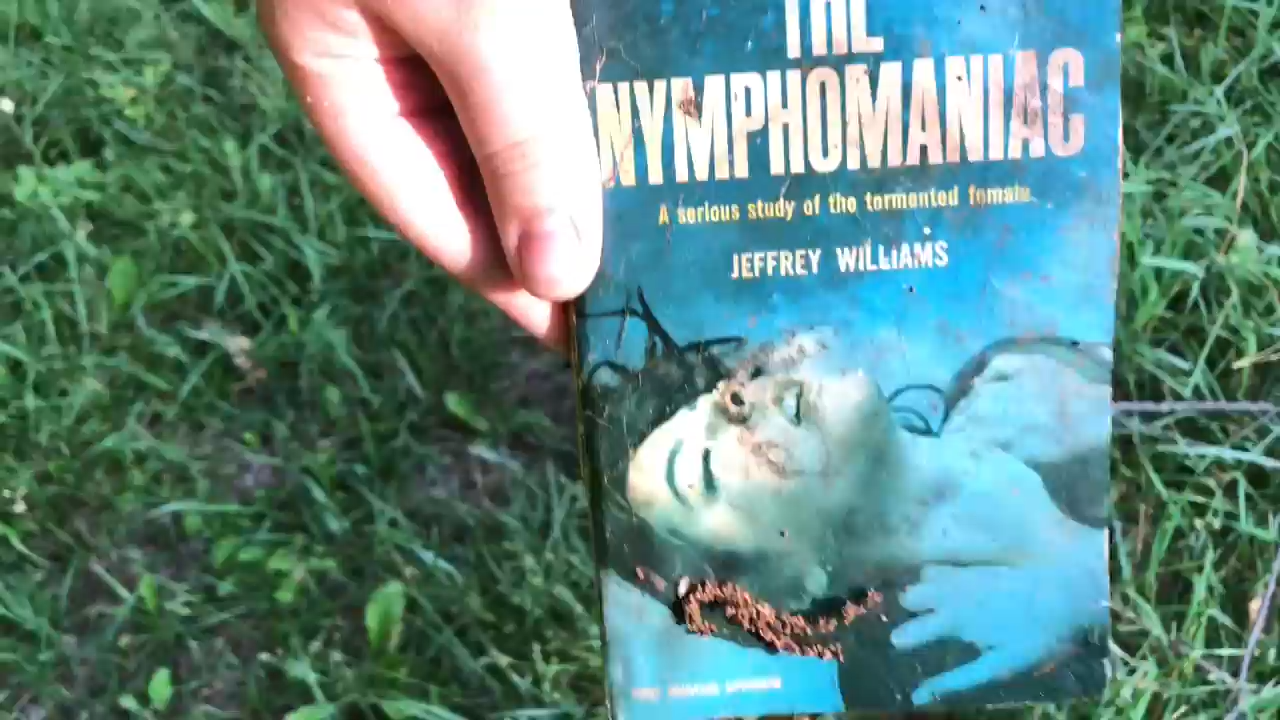 THE
NYMPHOMANIAC
A serious study of the tormented female
JEFFREY WILLIAMS